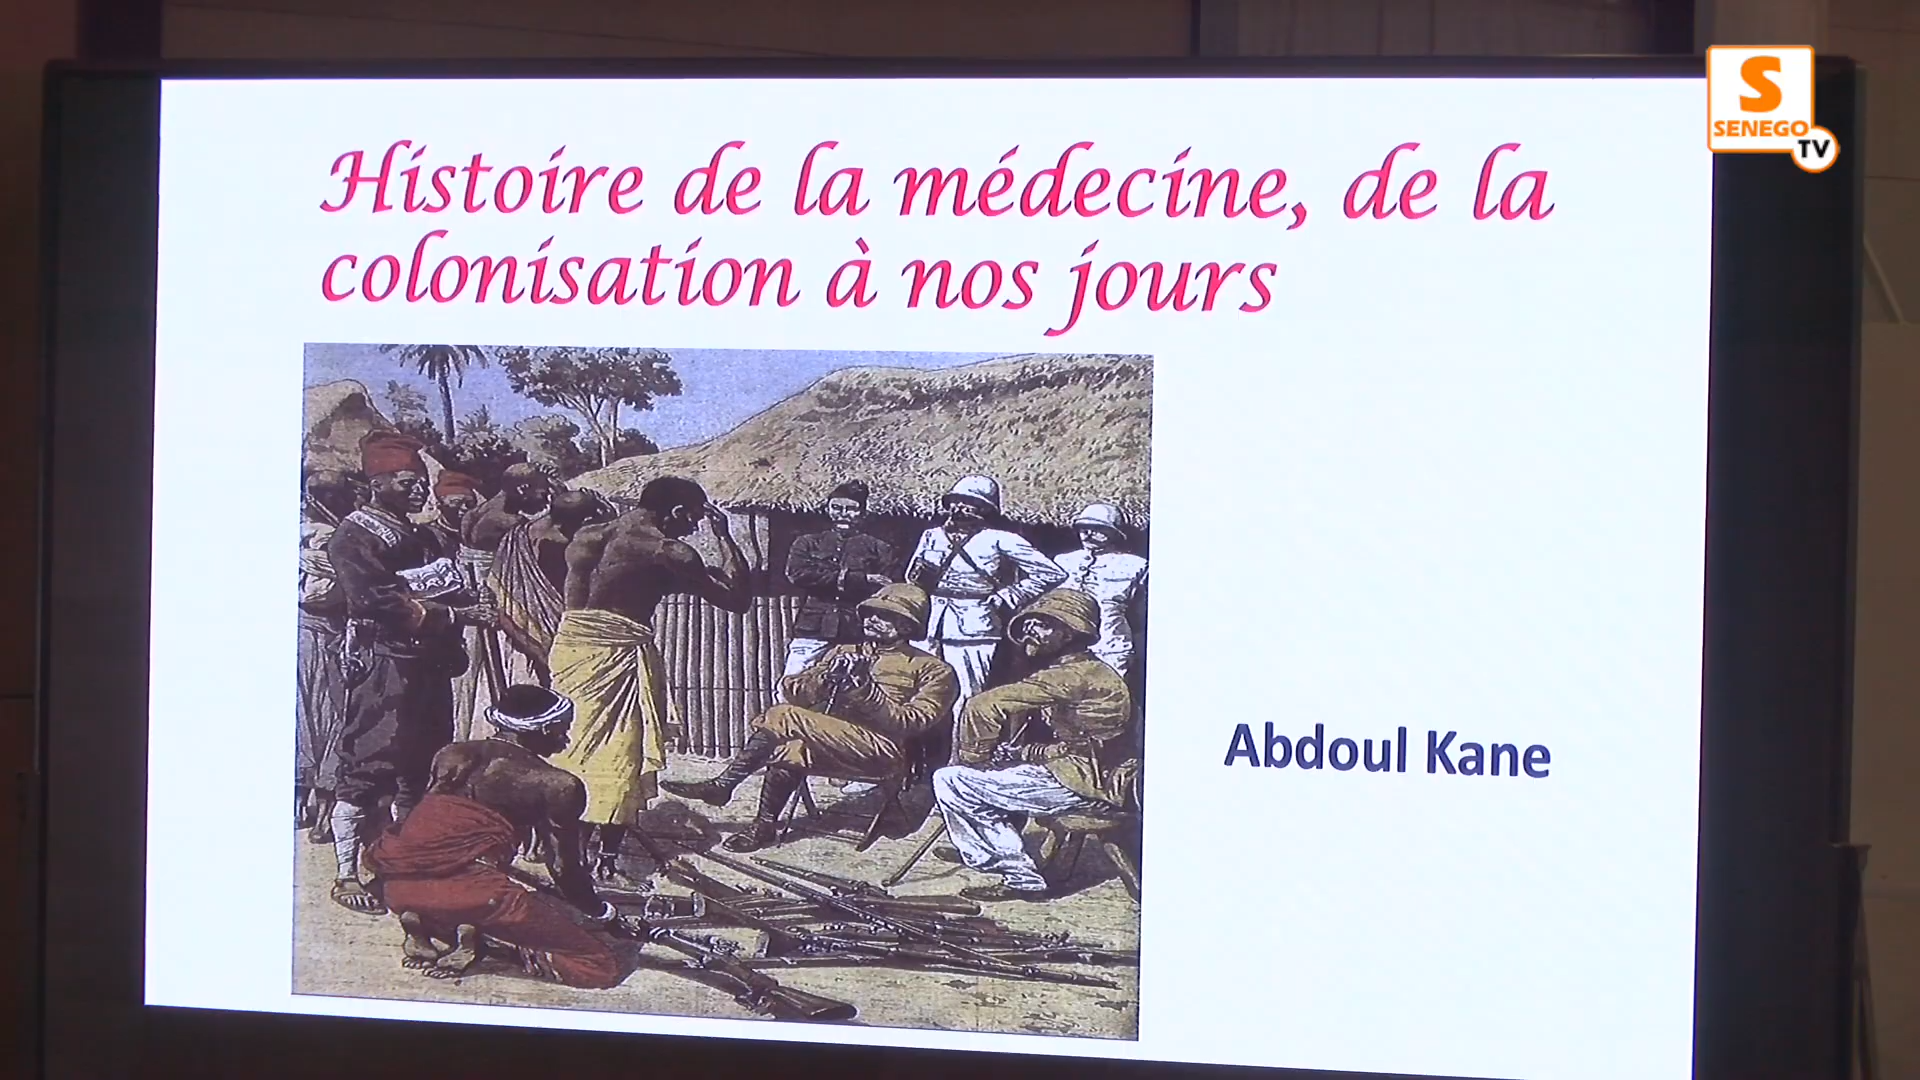 Histoire de la médecine, de la
colonisation à nos jours
Abdoul Kane
S
SENEGO
TV